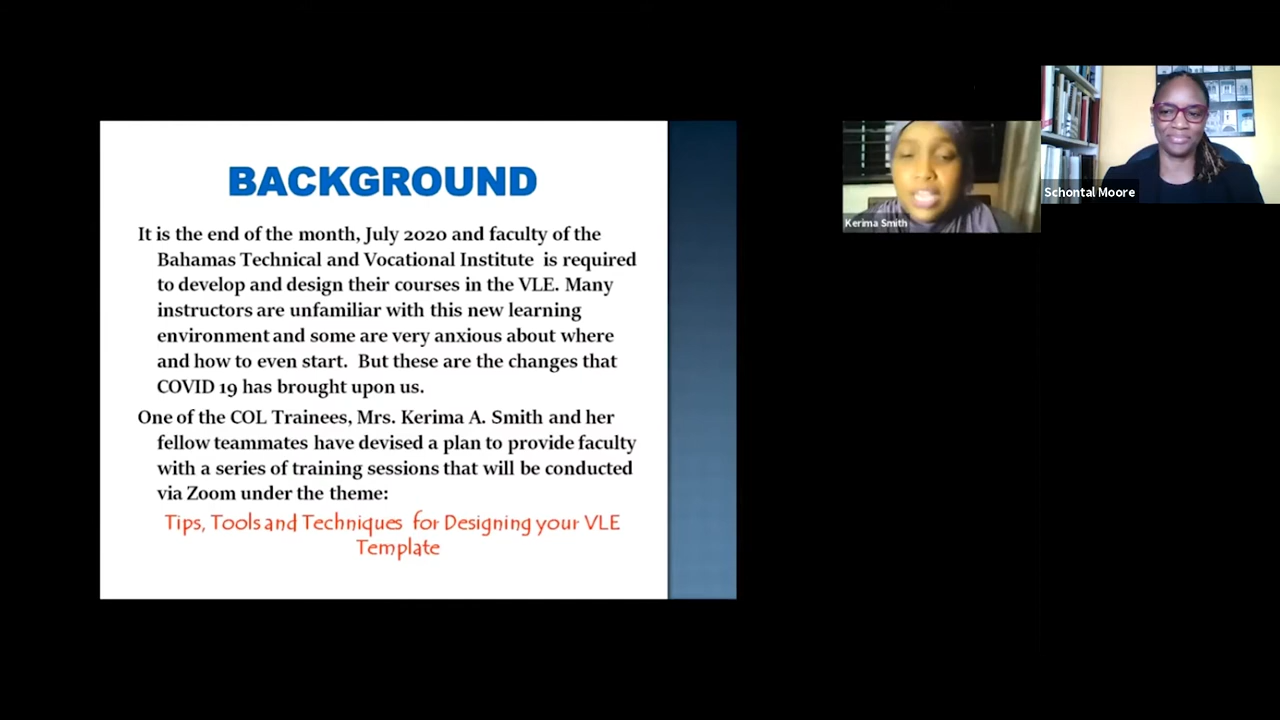 BACKGROUND
It is the end of the month, July 2020 and faculty of the
Bahamas Technical and Vocational Institute is required
to develop and design their courses in the VLE. Many
instructors are unfamiliar with this new learning
environment and some are very anxious about where
and how to even start. But these are the changes that
COVID 19 has brought upon us.
One of the COL Trainees, Mrs. Kerima A. Smith and her
fellow teammates have devised a plan to provide faculty
with a series of training sessions that will be conducted
via Zoom under the theme:
Tips, Tools and Techniques for Designing your VLE
Template
Kerima Smith
Schontal Moore